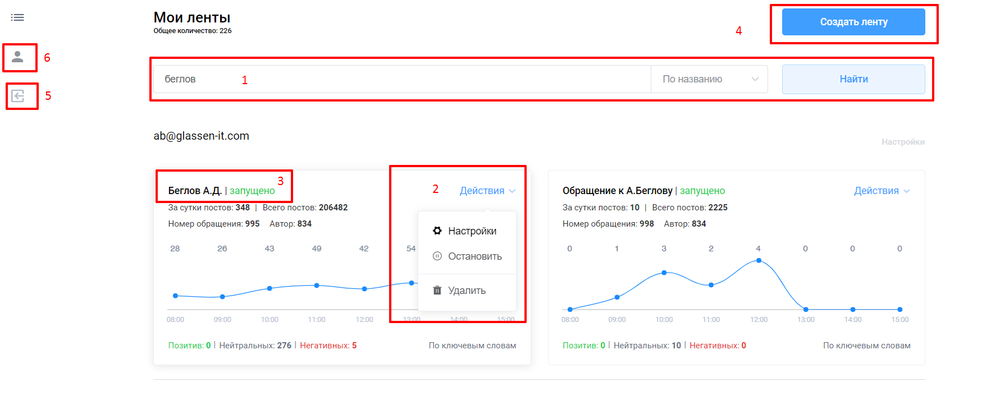 Мои ленты
Общее количество: 226
4
Создать ленту
6
5
беглов
1
По названию
Найти
ab@glassen-it.com
Настройки
Беглов А.Д. | запущено
3
2
Действия
За сутки постов: 348 | Всего постов: 206482
Номер обращения: 995 Автор: 834
28 26 43 49 42 54
Настройки
Остановить
Удалить
08:00 09:00 10:00 11:00 12:00 13:00 14:00 15:00
Позитив: 0 | Нейтральных: 276 | Негативных: 5
По ключевым словам
Обращение к А.Беглову | запущено
Действия
За сутки постов: 10 | Всего постов: 2225
Номер обращения: 998 Автор: 834
0 1 3 2 4 0 0 0
08:00 09:00 10:00 11:00 12:00 13:00 14:00 15:00
Позитив: 0 | Нейтральных: 10 | Негативных: 0
По ключевым словам